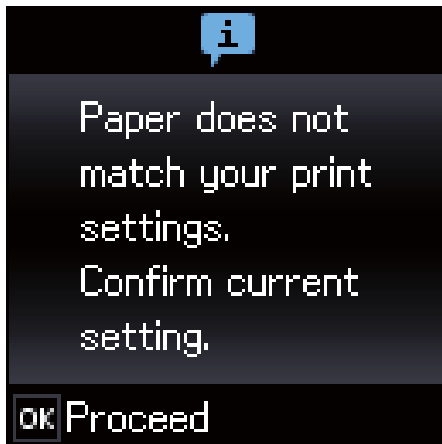 i
Paper does not
match your print
settings.
Confirm current
setting.
OK Proceed